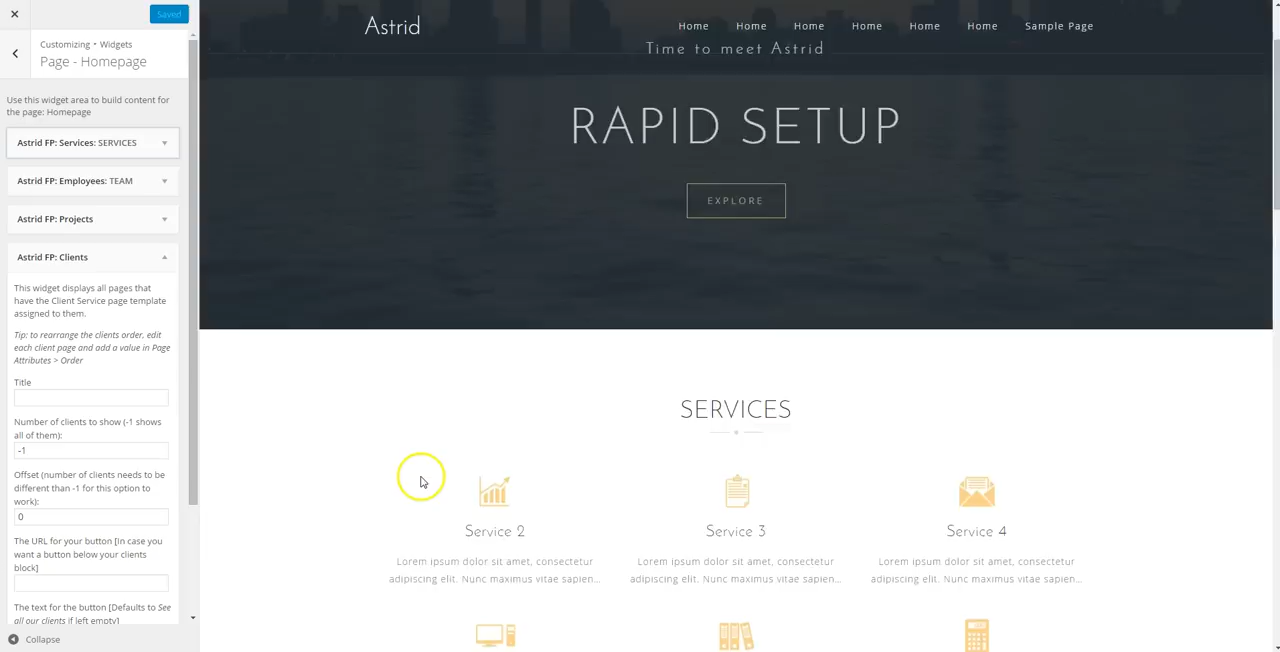 Saved
Customizing • Widgets
Page - Homepage
Use this widget area to build content for
the page: Homepage
Astrid FP: Services: SERVICES
Astrid FP: Employees: TEAM
Astrid FP: Projects
Astrid FP: Clients
This widget displays all pages that
have the Client Service page template
assigned to them.
Tip: to rearrange the clients order, edit
each client page and add a value in Page
Attributes > Order
Title
Number of clients to show (-1 shows
all of them):
-1
Offset (number of clients needs to be
different than -1 for this option to
work):
0
The URL for your button [In case you
want a button below your clients
block]
The text for the button [Defaults to See
all our clients if left empty]
Collapse
Astrid
Home Home Home Home Home Home Sample Page
Time to meet Astrid
RAPID SETUP
EXPLORE
SERVICES
Service 2
Lorem ipsum dolor sit amet, consectetur
adipiscing elit. Nunc maximus vitae sapien...
Service 3
Lorem ipsum dolor sit amet, consectetur
adipiscing elit. Nunc maximus vitae sapien...
Service 4
Lorem ipsum dolor sit amet, consectetur
adipiscing elit. Nunc maximus vitae sapien...